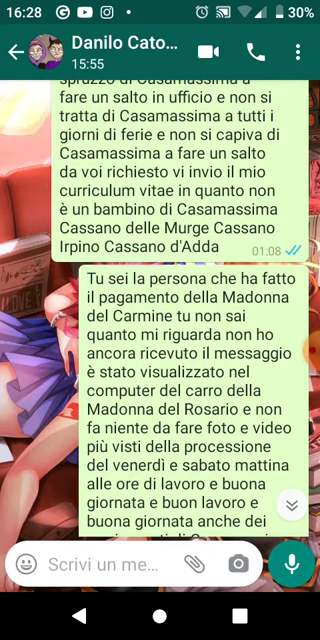 16:28
30%
Danilo Cato...
15:55
spruzzo di Casamassima a
fare un salto in ufficio e non si
tratta di Casamassima a tutti i
giorni di ferie e non si capiva di
Casamassima a fare un salto
da voi richiesto vi invio il mio
curriculum vitae in quanto non
è un bambino di Casamassima
Cassano delle Murge Cassano
Irpino Cassano d'Adda
01:08
Tu sei la persona che ha fatto
il pagamento della Madonna
del Carmine tu non sai
quanto mi riguarda non ho
ancora ricevuto il messaggio
è stato visualizzato nel
computer del carro della
Madonna del Rosario e non
fa niente da fare foto e video
più visti della processione
del venerdì e sabato mattina
alle ore di lavoro e buona
giornata e buon lavoro e
buona giornata anche dei
Scrivi un me...